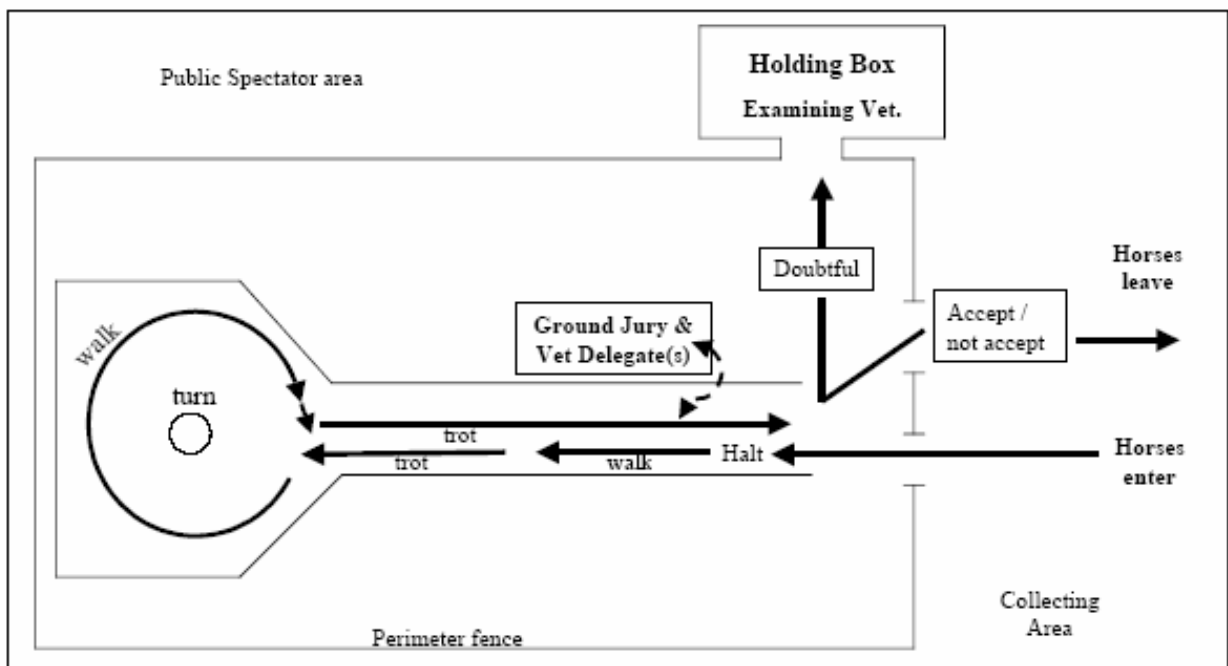 Public Spectator area
Holding Box
Examining Vet.
Doubtful
Horses
leave
Accept /
not accept
Ground Jury &
Vet Delegate(s)
walk
turn
trot
trot
walk
Halt
Horses
enter
Collecting
Area
Perimeter fence